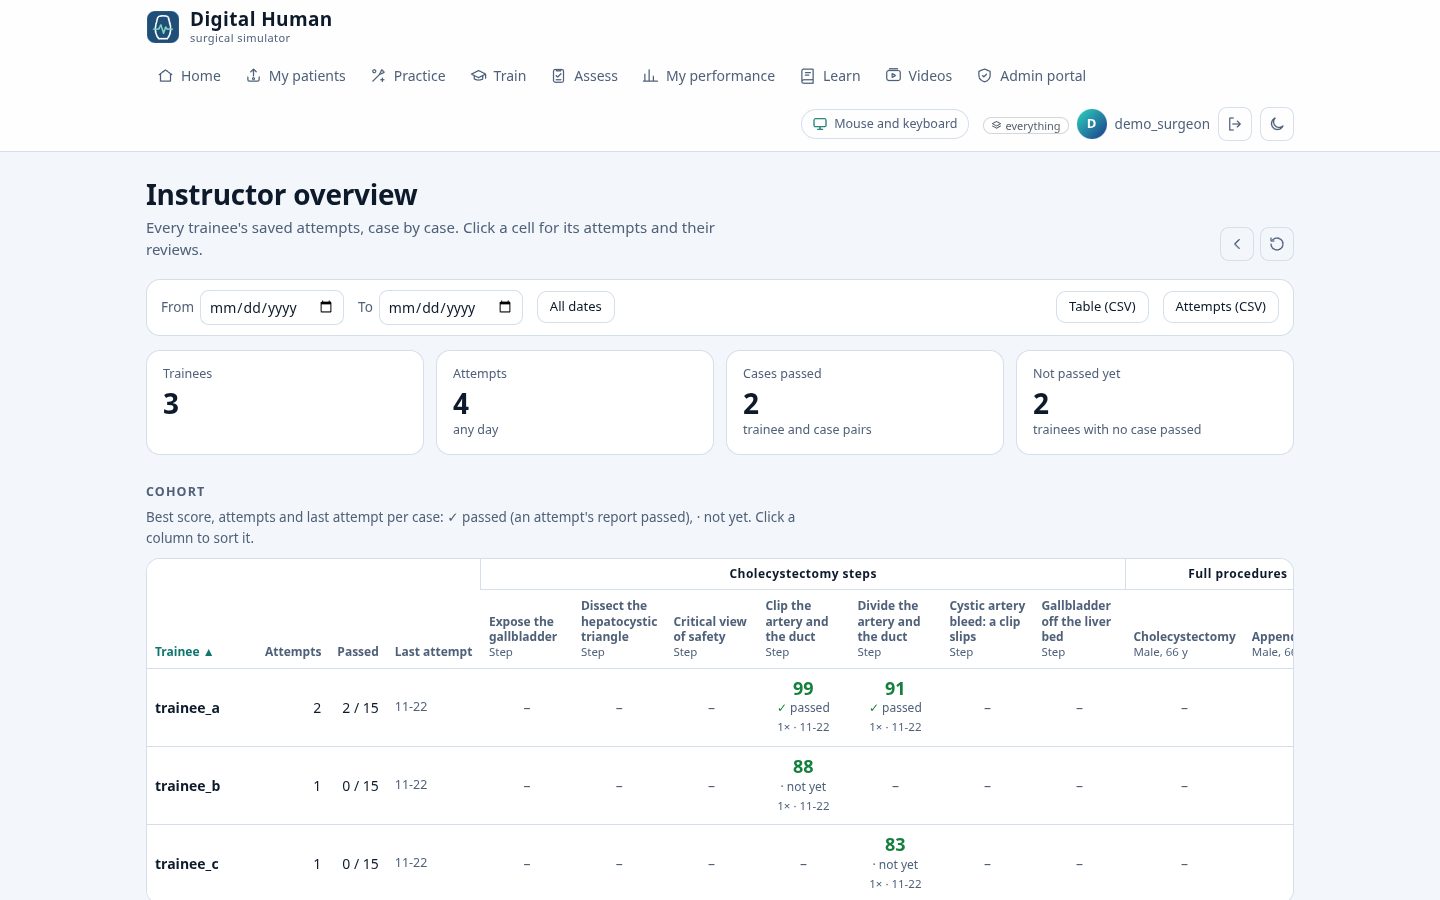 Digital Human
surgical simulator
Home
My patients
Practice
Train
Assess
My performance
Learn
Videos
Admin portal
Mouse and keyboard
everything
D
demo_surgeon
Instructor overview
Every trainee's saved attempts, case by case. Click a cell for its attempts and their
reviews.
From mm/dd/yyyy To mm/dd/yyyy All dates Table (CSV) Attempts (CSV)
Trainees
3
Attempts
4
any day
Cases passed
2
trainee and case pairs
Not passed yet
2
trainees with no case passed
COHORT
Best score, attempts and last attempt per case: ✓ passed (an attempt's report passed), · not yet. Click a
column to sort it.
Cholecystectomy steps
Full procedures
Trainee ▲
Attempts
Passed
Last attempt
Expose the
gallbladder
Step
Dissect the
hepatocystic
triangle
Step
Critical view
of safety
Step
Clip the
artery and
the duct
Step
Divide the
artery and
the duct
Step
Cystic artery
bleed: a clip
slips
Step
Gallbladder
off the liver
bed
Step
Cholecystectomy
Male, 66 y
trainee_a 2 2 / 15 11-22 – – –
99
✓ passed
1× · 11-22
91
✓ passed
1× · 11-22
– – –
trainee_b 1 0 / 15 11-22 – – –
88
· not yet
1× · 11-22
– – – –
trainee_c 1 0 / 15 11-22 – – – –
83
· not yet
1× · 11-22
– – –